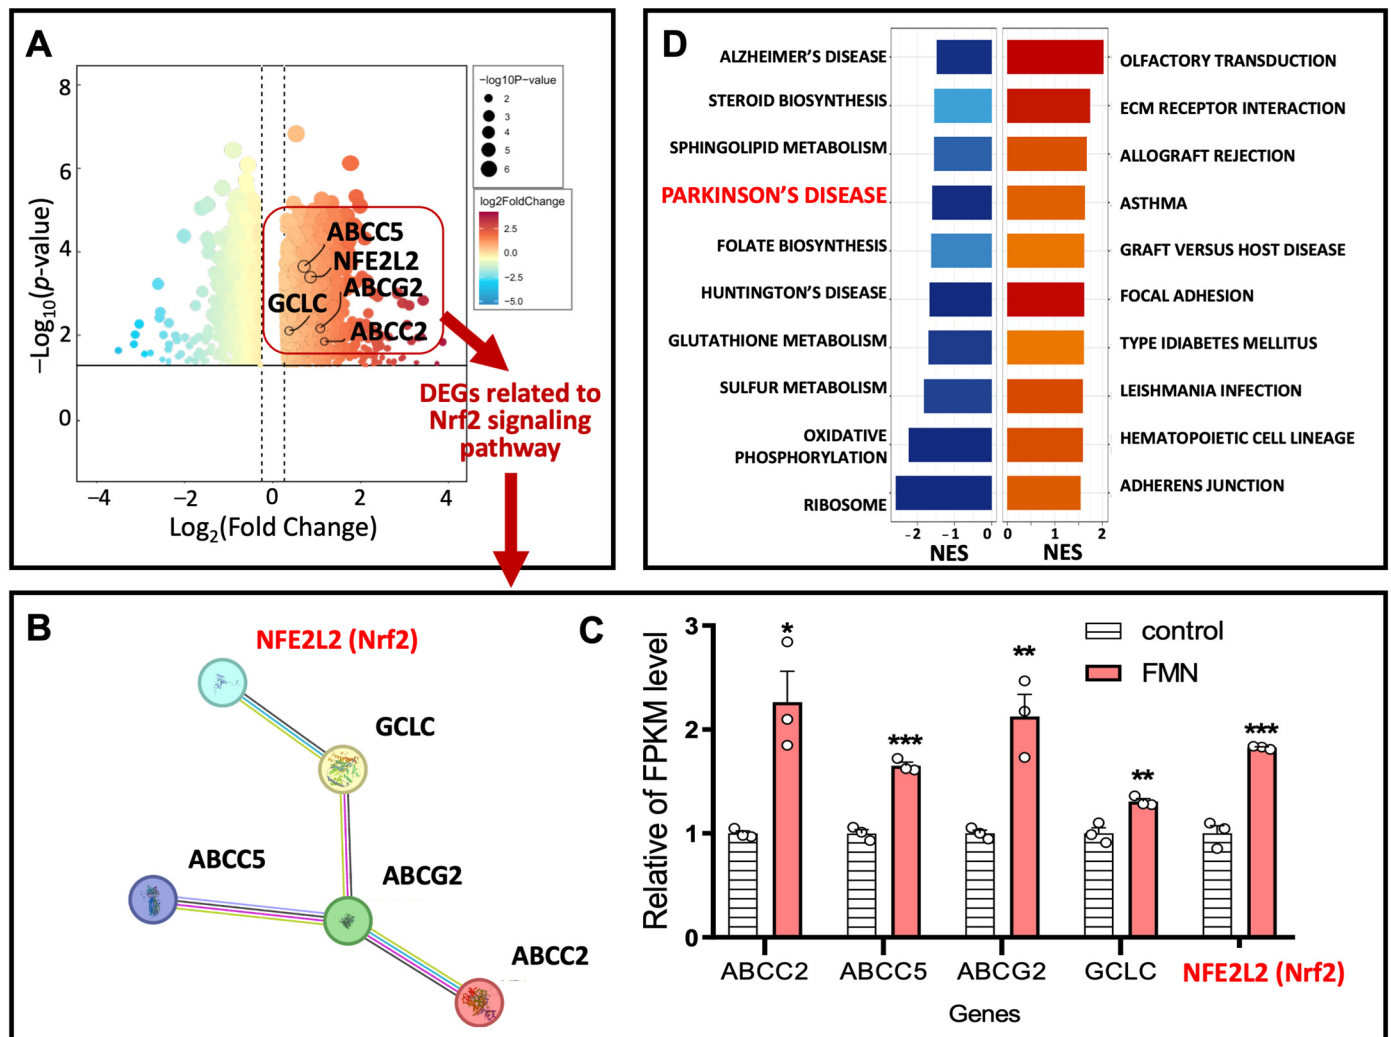 A
8
6
4
2
0
−Log10(p-value)
−4
−2
0
2
4
Log2(Fold Change)
−log10P−value
2
3
4
5
6
log2FoldChange
2.5
0.0
−2.5
−5.0
ABCC5
NFE2L2
ABCG2
GCLC
ABCC2
DEGs related to
Nrf2 signaling
pathway
D
ALZHEIMER'S DISEASE
STEROID BIOSYNTHESIS
SPHINGOLIPID METABOLISM
PARKINSON'S DISEASE
FOLATE BIOSYNTHESIS
HUNTINGTON'S DISEASE
GLUTATHIONE METABOLISM
SULFUR METABOLISM
OXIDATIVE
PHOSPHORYLATION
RIBOSOME
−2
−1
0
NES
0
1
2
NES
OLFACTORY TRANSDUCTION
ECM RECEPTOR INTERACTION
ALLOGRAFT REJECTION
ASTHMA
GRAFT VERSUS HOST DISEASE
FOCAL ADHESION
TYPE IDIABETES MELLITUS
LEISHMANIA INFECTION
HEMATOPOIETIC CELL LINEAGE
ADHERENS JUNCTION
B
NFE2L2 (Nrf2)
GCLC
ABCC5
ABCG2
ABCC2
C
Relative of FPKM level
3
2
1
0
control
FMN
*
***
**
**
***
ABCC2
ABCC5
ABCG2
GCLC
NFE2L2 (Nrf2)
Genes